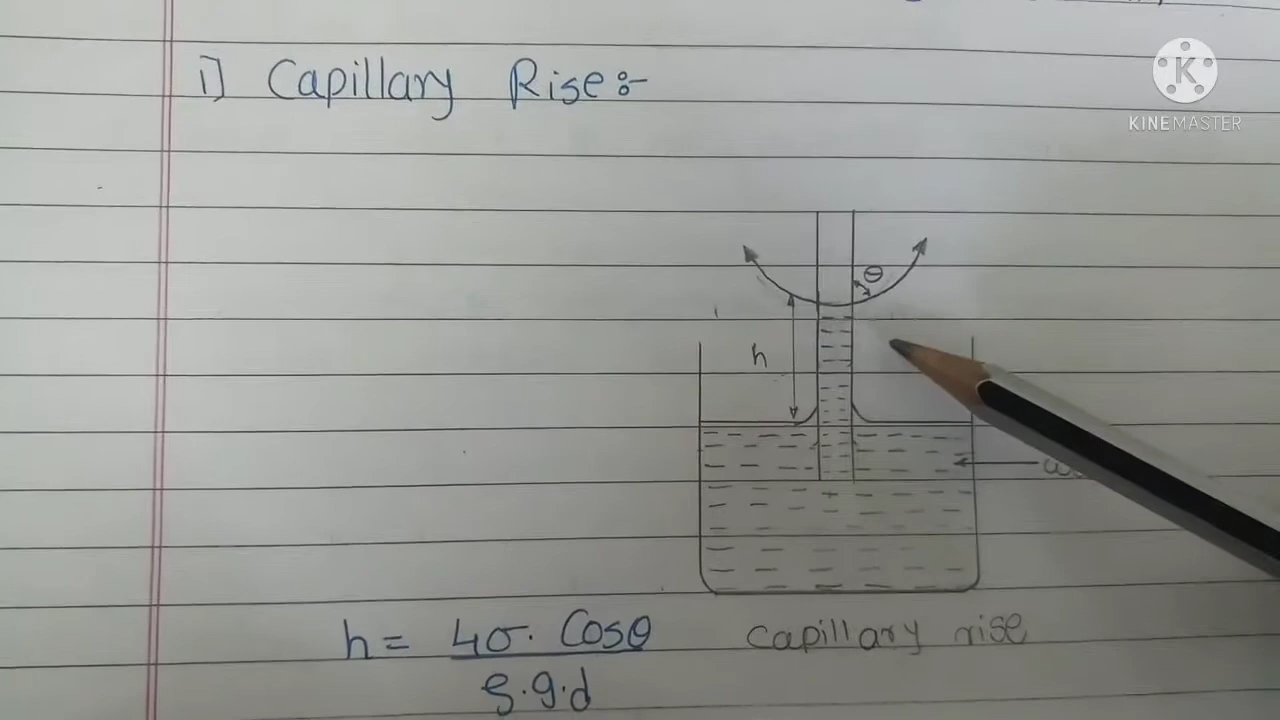 i] Capillary Rise:-
K
KINEMASTER
θ
h
h = 4σ. Cosθ
ρ.g.d
Capillary rise